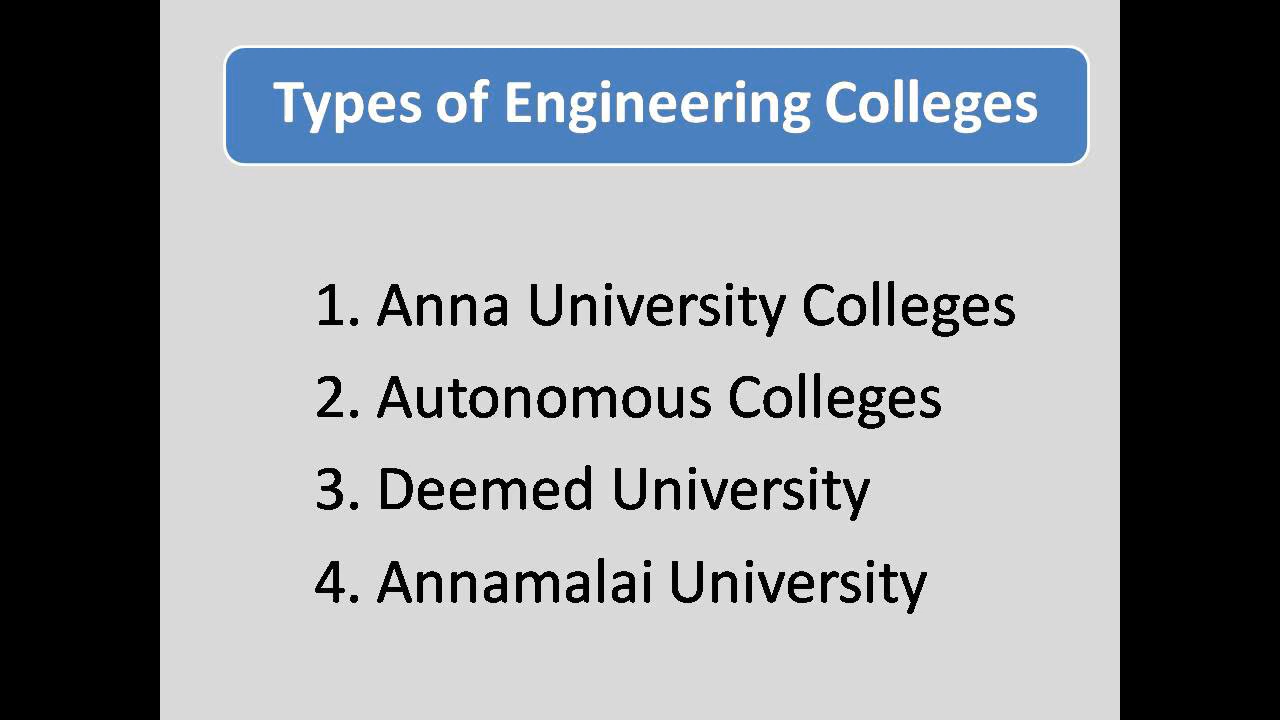 Types of Engineering Colleges
1. Anna University Colleges
2. Autonomous Colleges
3. Deemed University
4. Annamalai University